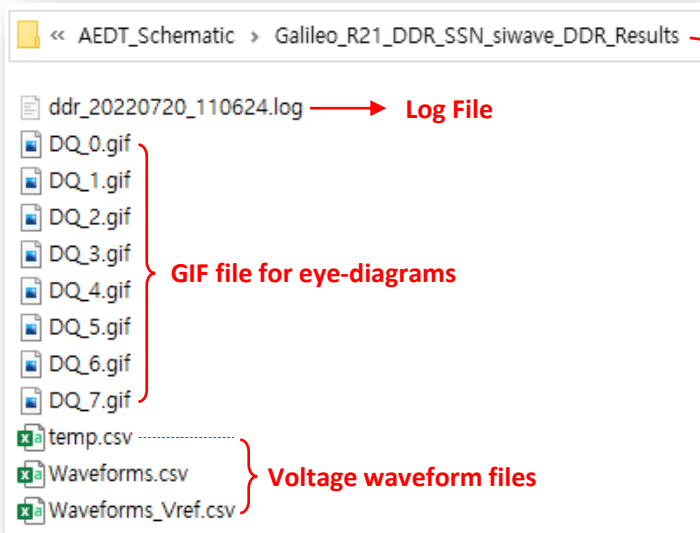 « AEDT_Schematic › Galileo_R21_DDR_SSN_siwave_DDR_Results
ddr_20220720_110624.log Log File
DQ_0.gif
DQ_1.gif
DQ_2.gif
DQ_3.gif
DQ_4.gif
GIF file for eye-diagrams
DQ_5.gif
DQ_6.gif
DQ_7.gif
temp.csv
Waveforms.csv Voltage waveform files
Waveforms_Vref.csv